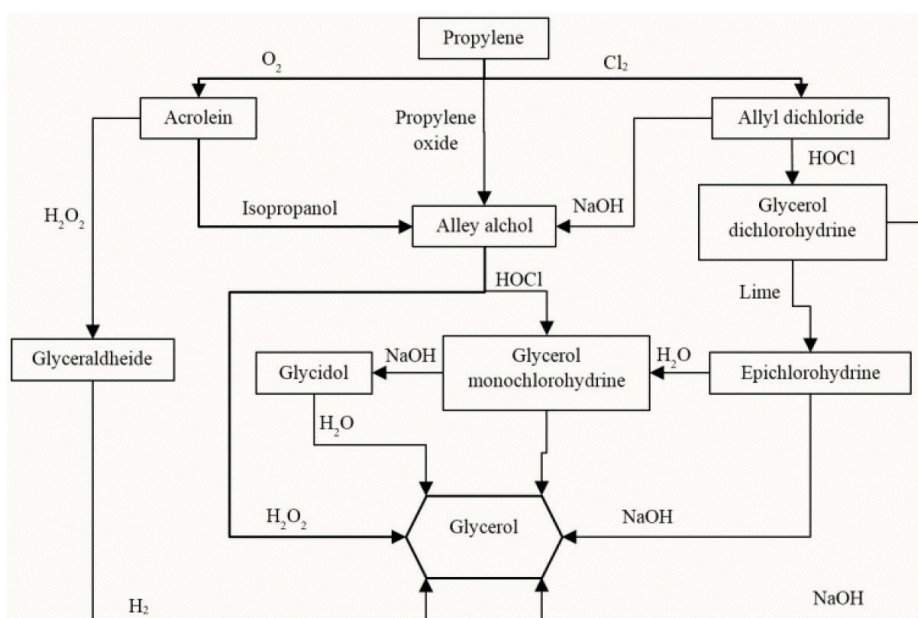 Propylene
O₂
Cl₂
Acrolein
Propylene
oxide
Allyl dichloride
HOCl
H₂O₂
Isopropanol
Alley alchol
NaOH
Glycerol
dichlorohydrine
HOCl
Lime
Glyceraldheide
Glycidol
NaOH
Glycerol
monochlorohydrine
H₂O
Epichlorohydrine
H₂O
H₂O₂
Glycerol
NaOH
H₂
NaOH